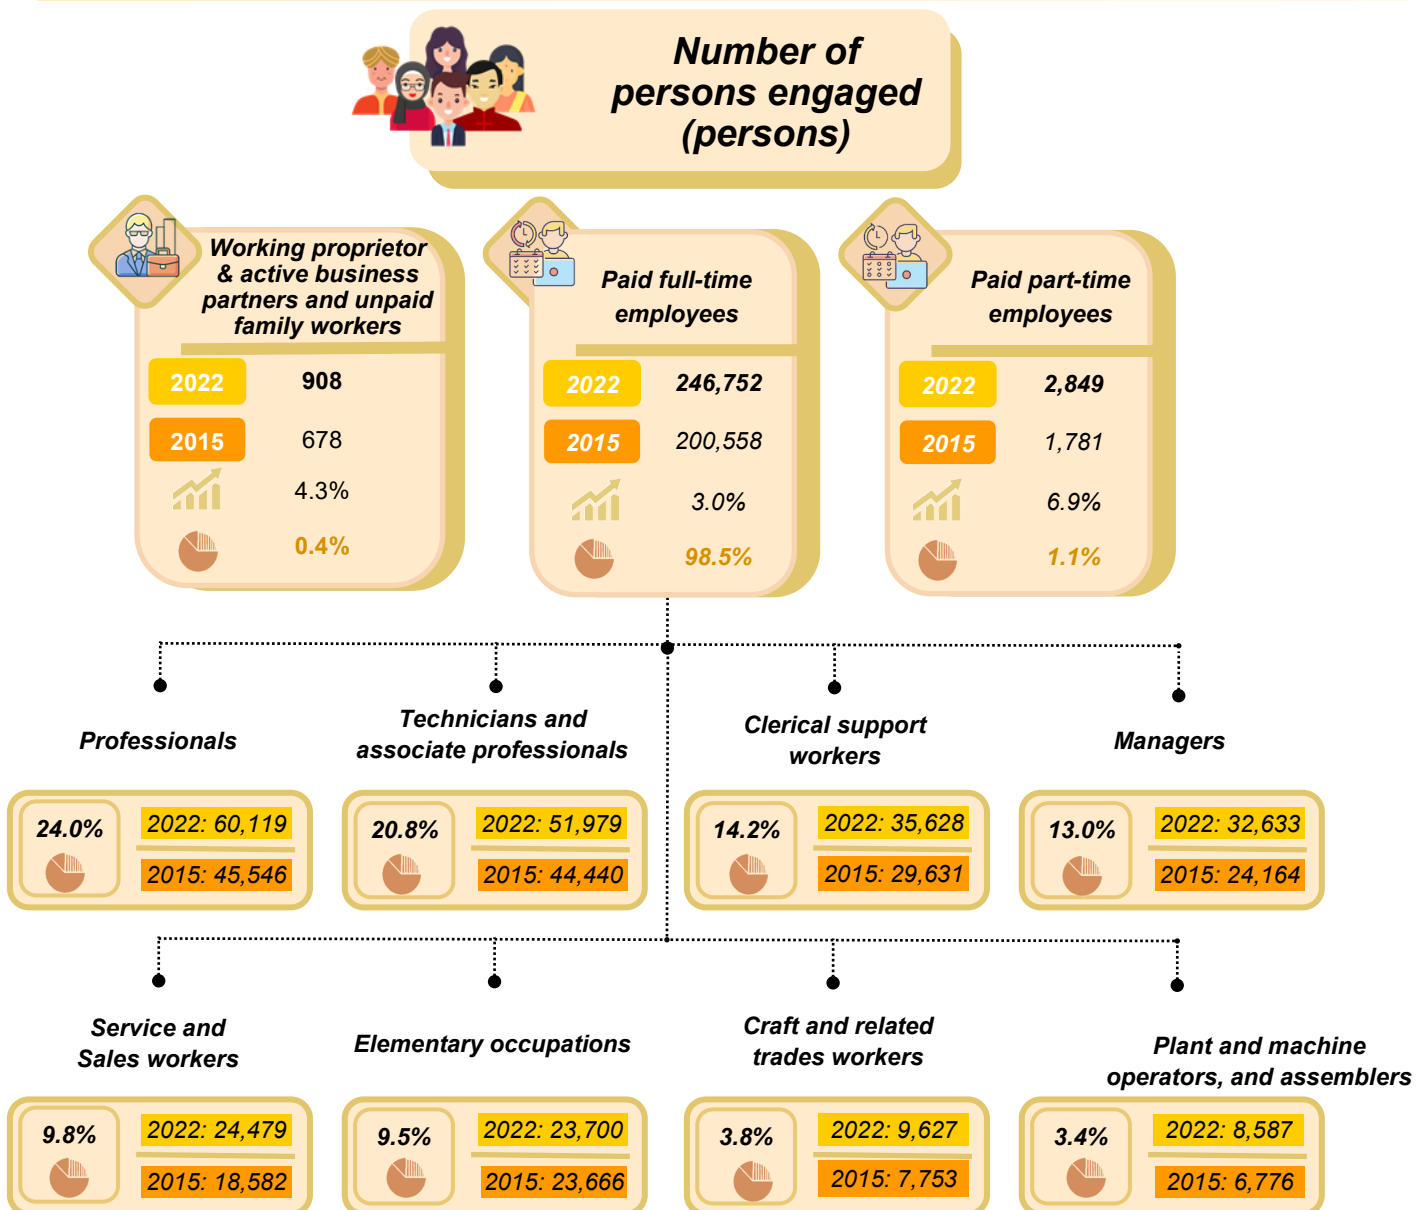 Number of
persons engaged
(persons)
Working proprietor
& active business
partners and unpaid
family workers
2022 908
2015 678
4.3%
0.4%
Paid full-time
employees
2022 246,752
2015 200,558
3.0%
98.5%
Paid part-time
employees
2022 2,849
2015 1,781
6.9%
1.1%
Professionals
24.0%
2022: 60,119
2015: 45,546
Technicians and
associate professionals
20.8%
2022: 51,979
2015: 44,440
Clerical support
workers
14.2%
2022: 35,628
2015: 29,631
Managers
13.0%
2022: 32,633
2015: 24,164
Service and
Sales workers
9.8%
2022: 24,479
2015: 18,582
Elementary occupations
9.5%
2022: 23,700
2015: 23,666
Craft and related
trades workers
3.8%
2022: 9,627
2015: 7,753
Plant and machine
operators, and assemblers
3.4%
2022: 8,587
2015: 6,776